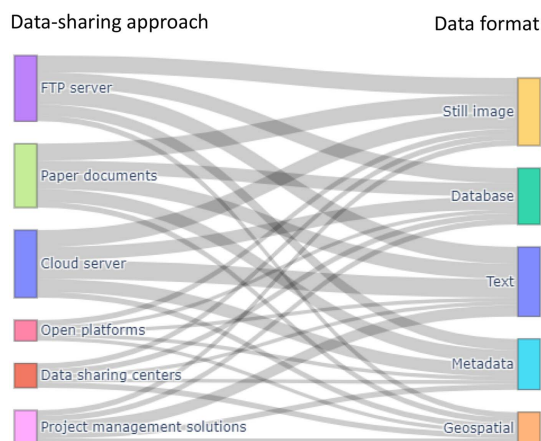 Data-sharing approach
Data format
FTP server
Still image
Paper documents
Database
Cloud server
Text
Open platforms
Metadata
Data sharing centers
Project management solutions
Geospatial